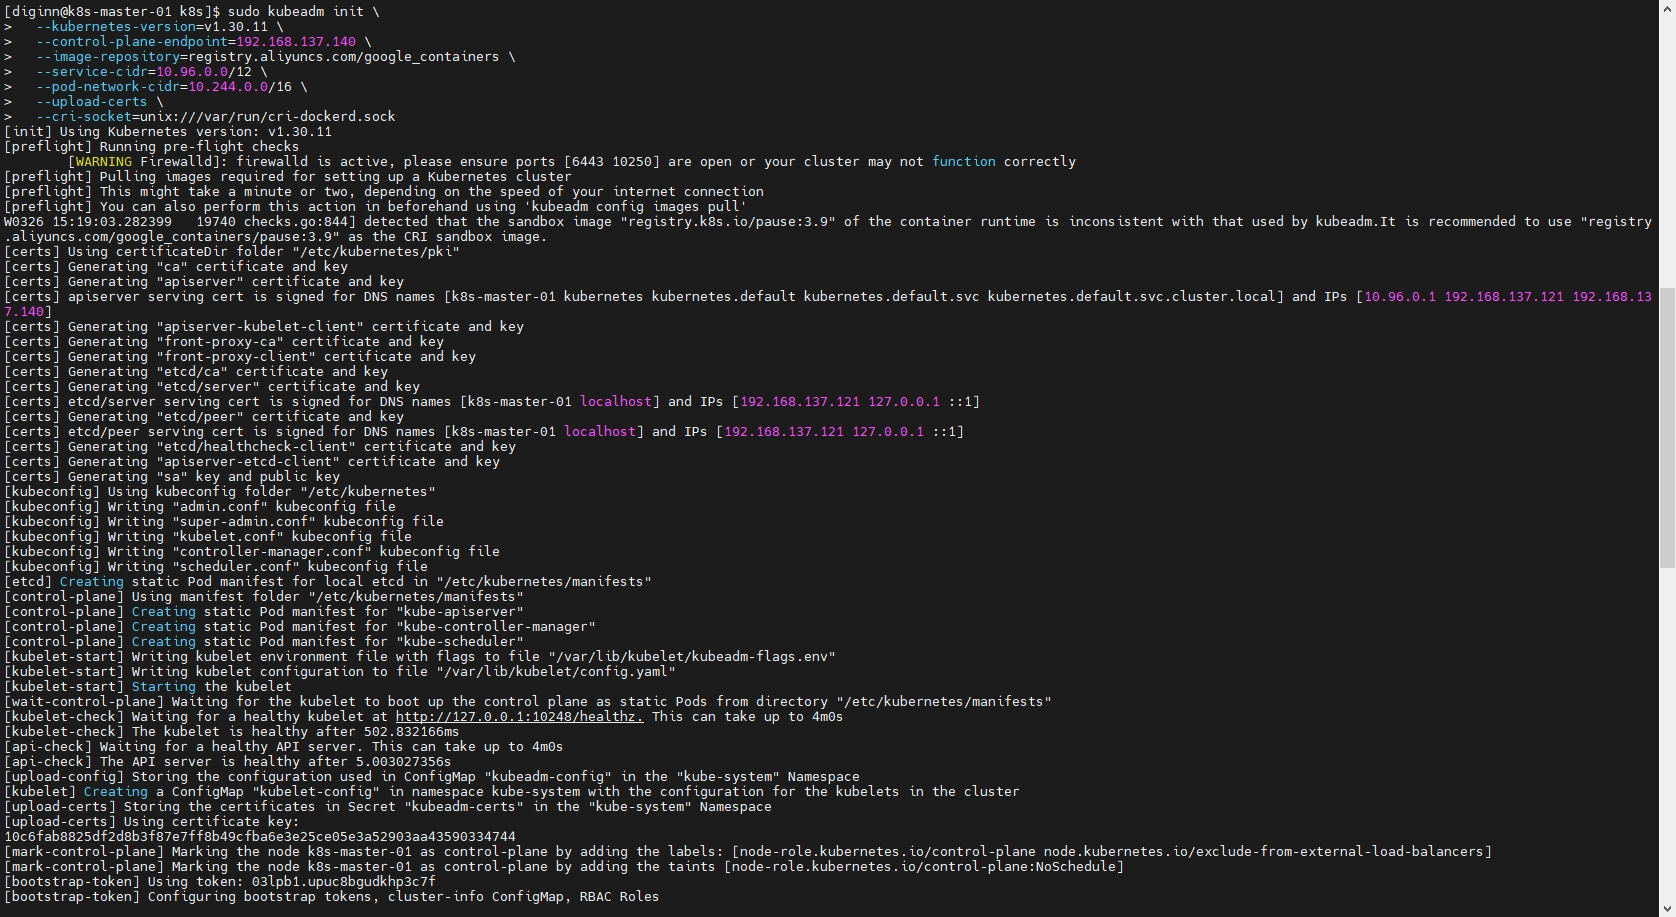 [diginn@k8s-master-01 k8s]$ sudo kubeadm init \
>   --kubernetes-version=v1.30.11 \
>   --control-plane-endpoint=192.168.137.140 \
>   --image-repository=registry.aliyuncs.com/google_containers \
>   --service-cidr=10.96.0.0/12 \
>   --pod-network-cidr=10.244.0.0/16 \
>   --upload-certs \
>   --cri-socket=unix:///var/run/cri-dockerd.sock
[init] Using Kubernetes version: v1.30.11
[preflight] Running pre-flight checks
        [WARNING Firewalld]: firewalld is active, please ensure ports [6443 10250] are open or your cluster may not function correctly
[preflight] Pulling images required for setting up a Kubernetes cluster
[preflight] This might take a minute or two, depending on the speed of your internet connection
[preflight] You can also perform this action in beforehand using 'kubeadm config images pull'
W0326 15:19:03.282399   19740 checks.go:844] detected that the sandbox image "registry.k8s.io/pause:3.9" of the container runtime is inconsistent with that used by kubeadm.It is recommended to use "registry
.aliyuncs.com/google_containers/pause:3.9" as the CRI sandbox image.
[certs] Using certificateDir folder "/etc/kubernetes/pki"
[certs] Generating "ca" certificate and key
[certs] Generating "apiserver" certificate and key
[certs] apiserver serving cert is signed for DNS names [k8s-master-01 kubernetes kubernetes.default kubernetes.default.svc kubernetes.default.svc.cluster.local] and IPs [10.96.0.1 192.168.137.121 192.168.13
7.140]
[certs] Generating "apiserver-kubelet-client" certificate and key
[certs] Generating "front-proxy-ca" certificate and key
[certs] Generating "front-proxy-client" certificate and key
[certs] Generating "etcd/ca" certificate and key
[certs] Generating "etcd/server" certificate and key
[certs] etcd/server serving cert is signed for DNS names [k8s-master-01 localhost] and IPs [192.168.137.121 127.0.0.1 ::1]
[certs] Generating "etcd/peer" certificate and key
[certs] etcd/peer serving cert is signed for DNS names [k8s-master-01 localhost] and IPs [192.168.137.121 127.0.0.1 ::1]
[certs] Generating "etcd/healthcheck-client" certificate and key
[certs] Generating "apiserver-etcd-client" certificate and key
[certs] Generating "sa" key and public key
[kubeconfig] Using kubeconfig folder "/etc/kubernetes"
[kubeconfig] Writing "admin.conf" kubeconfig file
[kubeconfig] Writing "super-admin.conf" kubeconfig file
[kubeconfig] Writing "kubelet.conf" kubeconfig file
[kubeconfig] Writing "controller-manager.conf" kubeconfig file
[kubeconfig] Writing "scheduler.conf" kubeconfig file
[etcd] Creating static Pod manifest for local etcd in "/etc/kubernetes/manifests"
[control-plane] Using manifest folder "/etc/kubernetes/manifests"
[control-plane] Creating static Pod manifest for "kube-apiserver"
[control-plane] Creating static Pod manifest for "kube-controller-manager"
[control-plane] Creating static Pod manifest for "kube-scheduler"
[kubelet-start] Writing kubelet environment file with flags to file "/var/lib/kubelet/kubeadm-flags.env"
[kubelet-start] Writing kubelet configuration to file "/var/lib/kubelet/config.yaml"
[kubelet-start] Starting the kubelet
[wait-control-plane] Waiting for the kubelet to boot up the control plane as static Pods from directory "/etc/kubernetes/manifests"
[kubelet-check] Waiting for a healthy kubelet at http://127.0.0.1:10248/healthz. This can take up to 4m0s
[kubelet-check] The kubelet is healthy after 502.832166ms
[api-check] Waiting for a healthy API server. This can take up to 4m0s
[api-check] The API server is healthy after 5.003027356s
[upload-config] Storing the configuration used in ConfigMap "kubeadm-config" in the "kube-system" Namespace
[kubelet] Creating a ConfigMap "kubelet-config" in namespace kube-system with the configuration for the kubelets in the cluster
[upload-certs] Storing the certificates in Secret "kubeadm-certs" in the "kube-system" Namespace
[upload-certs] Using certificate key:
10c6fab8825df2d8b3f87e7ff8b49cfba6e3e25ce05e3a52903aa43590334744
[mark-control-plane] Marking the node k8s-master-01 as control-plane by adding the labels: [node-role.kubernetes.io/control-plane node.kubernetes.io/exclude-from-external-load-balancers]
[mark-control-plane] Marking the node k8s-master-01 as control-plane by adding the taints [node-role.kubernetes.io/control-plane:NoSchedule]
[bootstrap-token] Using token: 03lpb1.upuc8bgudkhp3c7f
[bootstrap-token] Configuring bootstrap tokens, cluster-info ConfigMap, RBAC Roles